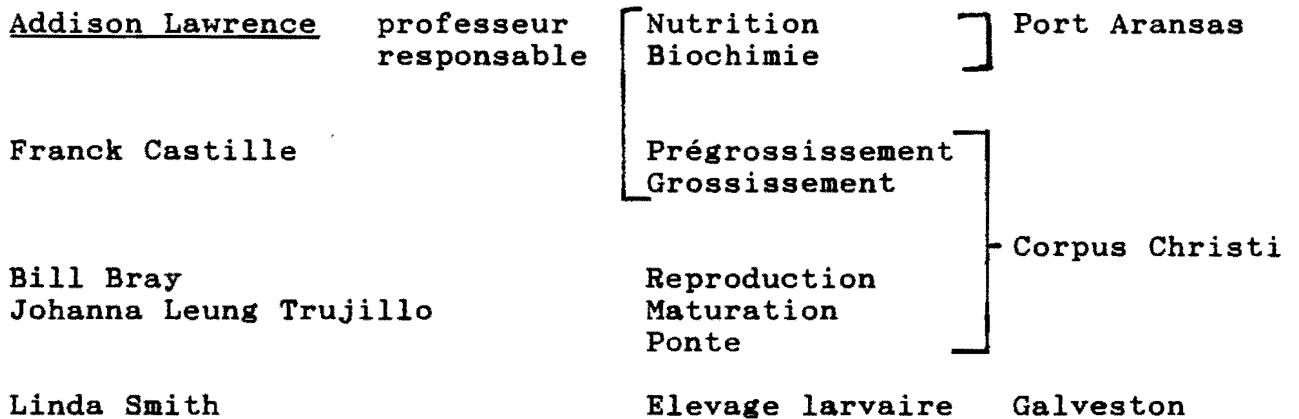 Addison Lawrence professeur Nutrition Port Aransas
responsable Biochimie
Franck Castille Prégrossissement
Grossissement
Corpus Christi
Bill Bray Reproduction
Johanna Leung Trujillo Maturation
Ponte
Linda Smith Elevage larvaire Galveston